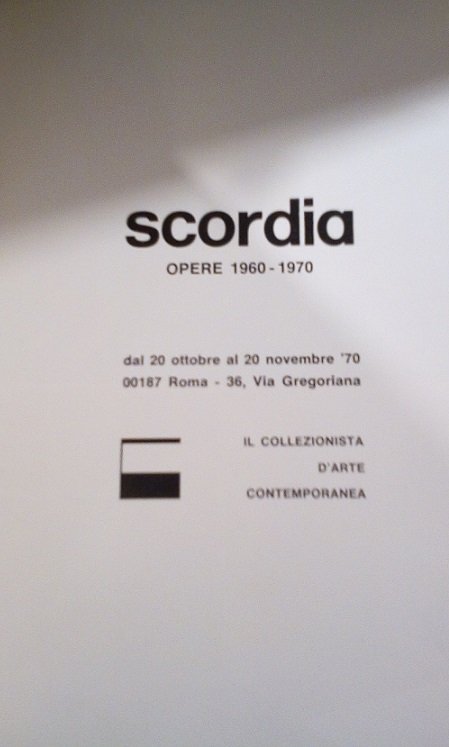 scordia
OPERE 1960-1970
dal 20 ottobre al 20 novembre '70
00187 Roma - 36, Via Gregoriana
IL COLLEZIONISTA
D'ARTE
CONTEMPORANEA